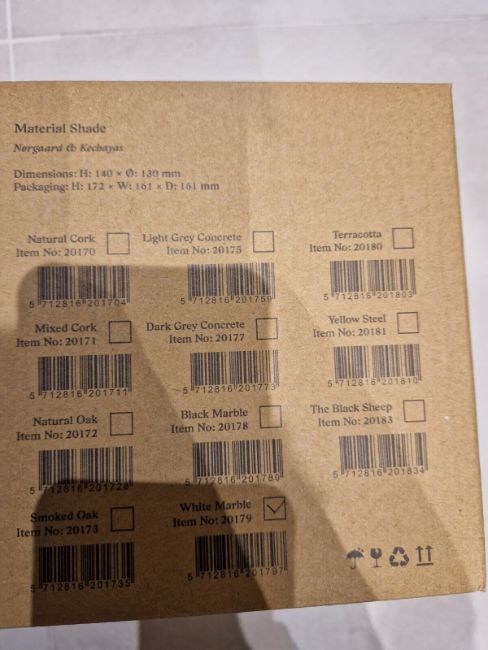 Material Shade
Nørgaard & Kechayas
Dimensions: H: 140 × Ø: 130 mm
Packaging: H: 172 × W: 161 × D: 161 mm
Natural Cork
Item No: 20170
5 712816 201704
Mixed Cork
Item No: 20171
5 712816 201711
Natural Oak
Item No: 20172
5 712816 201728
Smoked Oak
Item No: 20173
5 712816 201735
Light Grey Concrete
Item No: 20175
5 712816 201759
Dark Grey Concrete
Item No: 20177
5 712816 201773
Black Marble
Item No: 20178
5 712816 201780
White Marble
Item No: 20179
5 712816 201797
Terracotta
Item No: 20180
5 712816 201803
Yellow Steel
Item No: 20181
5 712816 201810
The Black Sheep
Item No: 20183
5 712816 201834